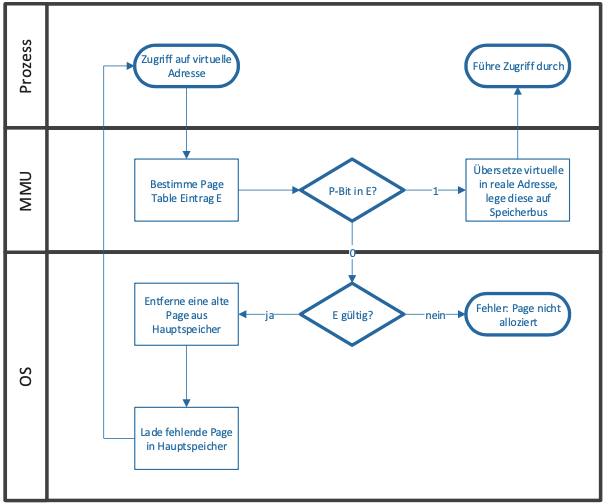 Prozess
Zugriff auf virtuelle
Adresse
Führe Zugriff durch
MMU
Bestimme Page
Table Eintrag E
P-Bit in E?
1
Übersetze virtuelle
in reale Adresse,
lege diese auf
Speicherbus
0
OS
Entferne eine alte
Page aus
Hauptspeicher
ja
E gültig?
nein
Fehler: Page nicht
alloziert
Lade fehlende Page
in Hauptspeicher